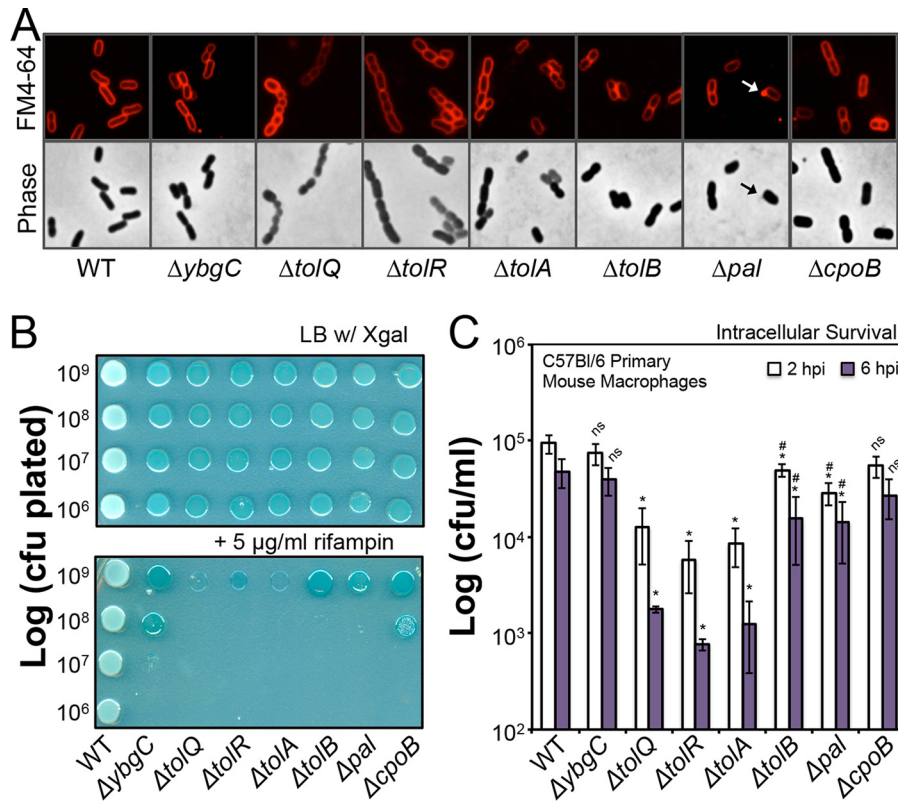 A
FM4-64
Phase
WT ΔybgC ΔtolQ ΔtolR ΔtolA ΔtolB Δpal ΔcpoB
B
LB w/ Xgal
Log (cfu plated)
10⁹
10⁸
10⁷
10⁶
+ 5 µg/ml rifampin
10⁹
10⁸
10⁷
10⁶
WT ΔybgC ΔtolQ ΔtolR ΔtolA ΔtolB Δpal ΔcpoB
C
Intracellular Survival
C57Bl/6 Primary
Mouse Macrophages
2 hpi 6 hpi
Log (cfu/ml)
10⁶
10⁵
10⁴
10³
10²
ns ns * * * * * * # * # * # * # * ns ns
WT ΔybgC ΔtolQ ΔtolR ΔtolA ΔtolB Δpal ΔcpoB